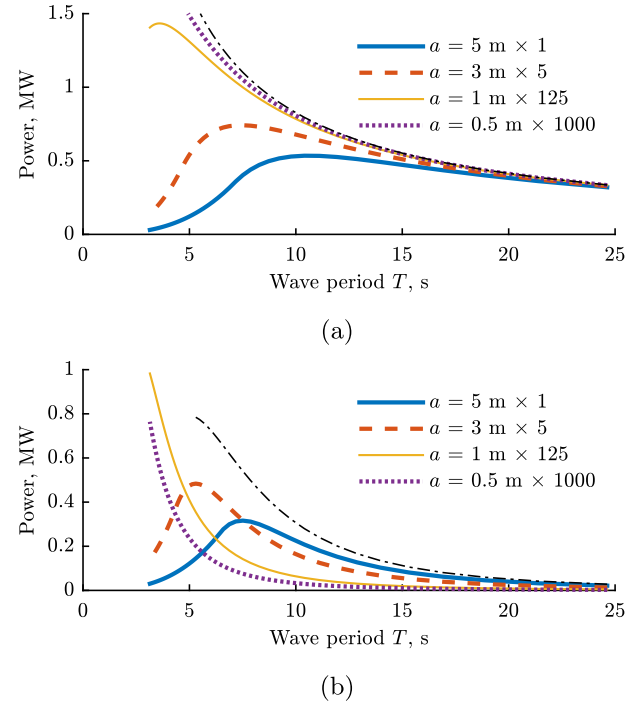 1.5
1
0.5
0
Power, MW
a = 5 m × 1
a = 3 m × 5
a = 1 m × 125
a = 0.5 m × 1000
0 5 10 15 20 25
Wave period T, s
(a)
1
0.8
0.6
0.4
0.2
0
Power, MW
a = 5 m × 1
a = 3 m × 5
a = 1 m × 125
a = 0.5 m × 1000
0 5 10 15 20 25
Wave period T, s
(b)